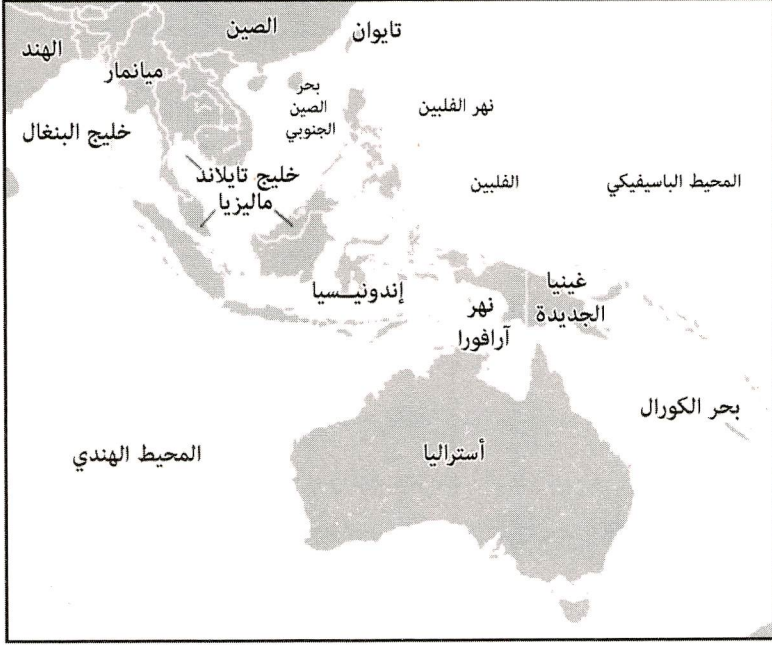 الصين
تايوان
الهند
ميانمار
بحر
الصين
الجنوبي
نهر الفلبين
خليج البنغال
خليج تايلاند
ماليزيا
الفلبين
المحيط الباسيفيكي
إندونيــسيا
نهر
آرافورا
غينيا
الجديدة
بحر الكورال
المحيط الهندي
أستراليا